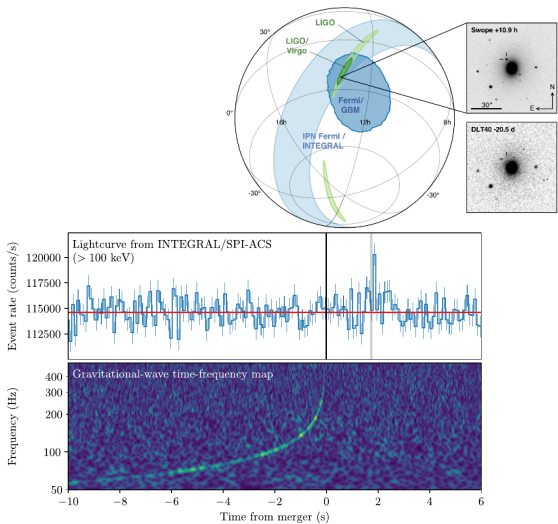 LIGO
LIGO/
Virgo
30°
30°
Fermi/
GBM
0°
16h
12h
8h
IPN Fermi /
INTEGRAL
-30°
-30°
Swope +10.9 h
N
30"
E
DLT40 -20.5 d
Lightcurve from INTEGRAL/SPI-ACS
(> 100 keV)
Event rate (counts/s)
120000
117500
115000
112500
Gravitational-wave time-frequency map
Frequency (Hz)
400
300
200
100
50
−10 −8 −6 −4 −2 0 2 4 6
Time from merger (s)